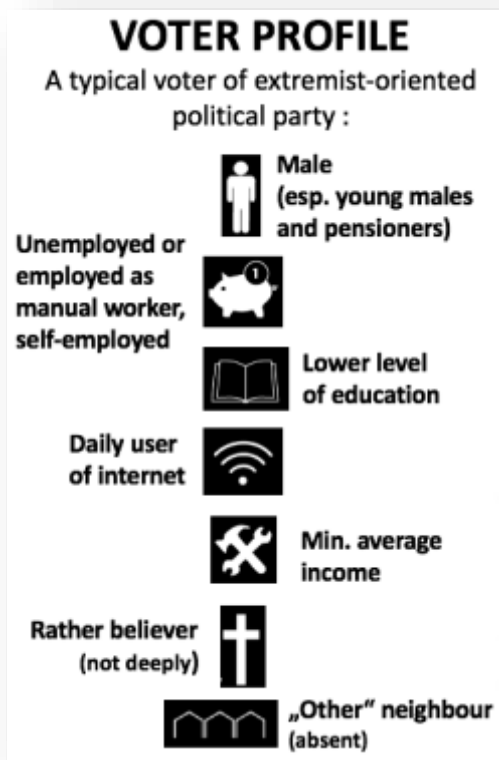 VOTER PROFILE
A typical voter of extremist-oriented
political party :
Male
(esp. young males
and pensioners)
Unemployed or
employed as
manual worker,
self-employed
1
Lower level
of education
Daily user
of internet
Min. average
income
Rather believer
(not deeply)
„Other“ neighbour
(absent)